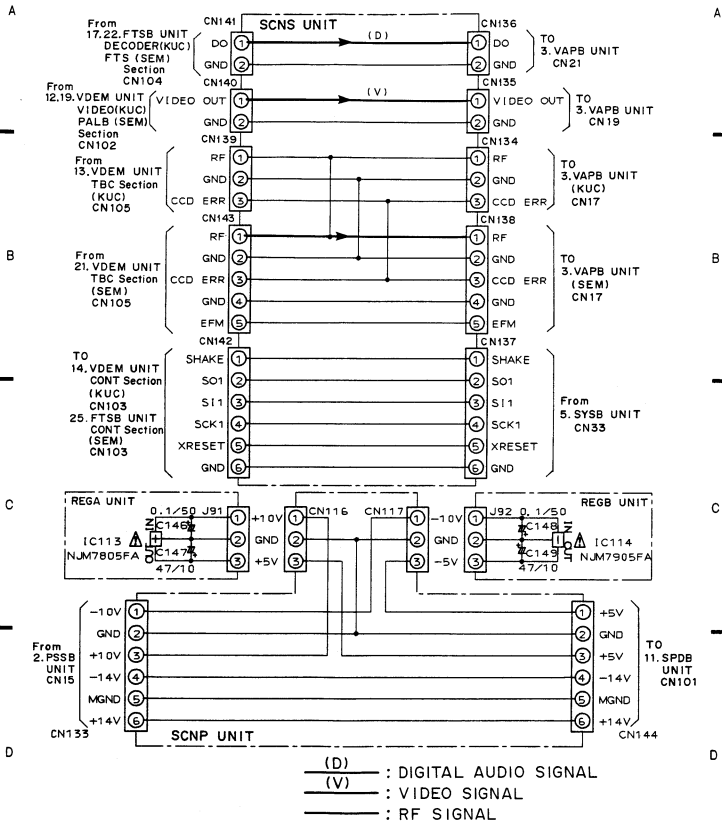 A
A
From
17.22.FTSB UNIT
DECODER(KUC)
FTS (SEM)
Section
CN104
CN141
SCNS UNIT
CN136
DO 1 (D) 1 DO
GND 2 2 GND
TO
3.VAPB UNIT
CN21
CN140
CN135
From
12,19.VDEM UNIT
VIDEO(KUC)
PALB (SEM)
Section
CN102
VIDEO OUT 1 (V) 1 VIDEO OUT
GND 2 2 GND
TO
3.VAPB UNIT
CN19
CN139
CN134
From
13.VDEM UNIT
TBC Section
(KUC)
CN105
RF 1 1 RF
GND 2 2 GND
CCD ERR 3 3 CCD ERR
TO
3.VAPB UNIT
(KUC)
CN17
CN143
CN138
B
B
From
21.VDEM UNIT
TBC Section
(SEM)
CN105
RF 1 1 RF
GND 2 2 GND
CCD ERR 3 3 CCD ERR
GND 4 4 GND
EFM 5 5 EFM
TO
3.VAPB UNIT
(SEM)
CN17
CN142
CN137
TO
14.VDEM UNIT
CONT Section
(KUC)
CN103
25.FTSB UNIT
CONT Section
(SEM)
CN103
SHAKE 1 1 SHAKE
SO1 2 2 SO1
SI1 3 3 SI1
SCK1 4 4 SCK1
XRESET 5 5 XRESET
GND 6 6 GND
From
5.SYSB UNIT
CN33
C
C
REGA UNIT
0.1/50 J91
C146
IC113
NJM7805FA
OUT IN
C147
47/10
1 +10V 1
2 GND 2
3 +5V 3
CN116
CN117
1 -10V 1
2 GND 2
3 -5V 3
REGB UNIT
J92 0.1/50
C148
IC114
NJM7905FA
OUT IN
C149
47/10
From
2.PSSB
UNIT
CN15
-10V 1 1 +5V
GND 2 2 GND
+10V 3 3 +5V
-14V 4 4 -14V
MGND 5 5 MGND
+14V 6 6 +14V
TO
11.SPDB
UNIT
CN101
CN133
SCNP UNIT
CN144
D
D
(D) : DIGITAL AUDIO SIGNAL
(V) : VIDEO SIGNAL
: RF SIGNAL